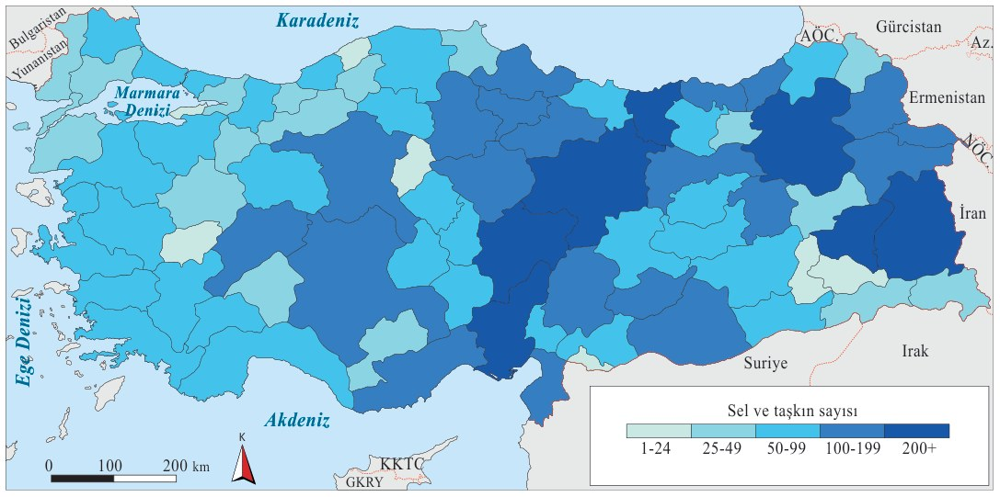 Karadeniz
Bulgaristan
Yunanistan
Marmara
Denizi
AÖC.
Gürcistan
Az.
Ermenistan
NÖC.
İran
Ege Denizi
Akdeniz
Suriye
Irak
0 100 200 km
K
KKTC
GKRY
Sel ve taşkın sayısı
1-24 25-49 50-99 100-199 200+